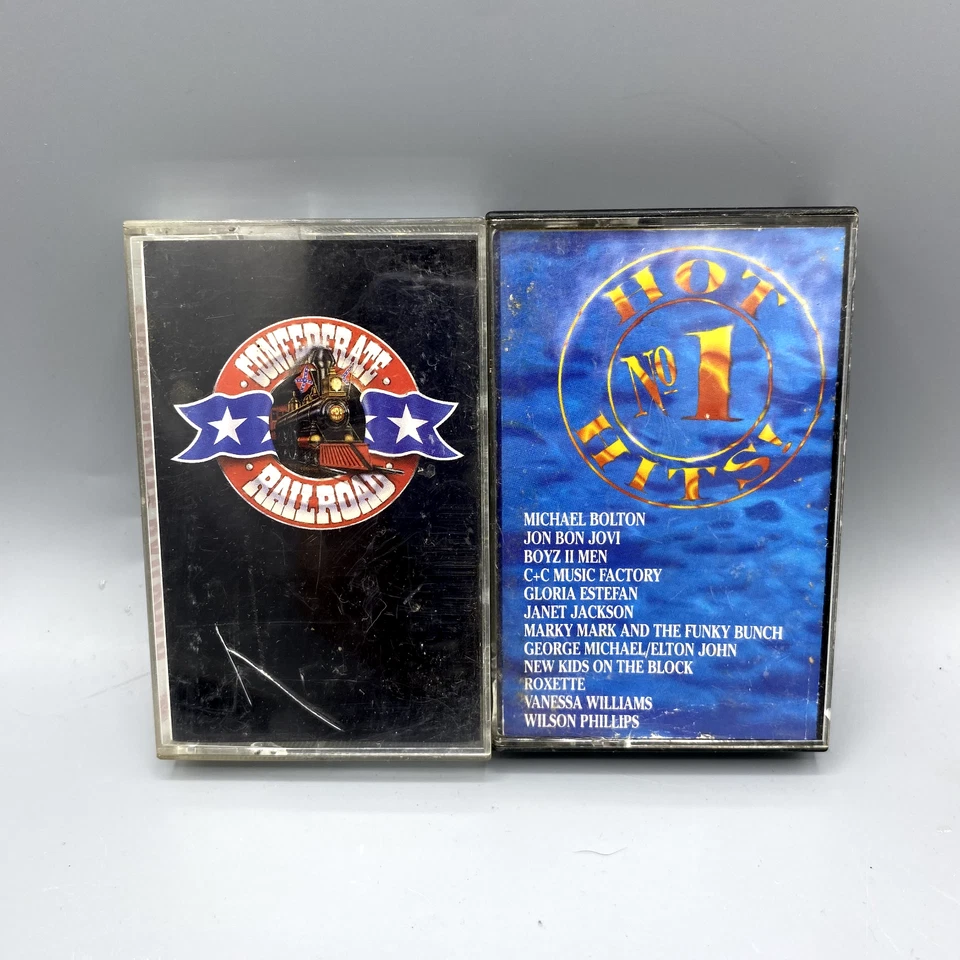 CONFEDERATE
RAILROAD
HOT
No 1
HITS!
MICHAEL BOLTON
JON BON JOVI
BOYZ II MEN
C+C MUSIC FACTORY
GLORIA ESTEFAN
JANET JACKSON
MARKY MARK AND THE FUNKY BUNCH
GEORGE MICHAEL/ELTON JOHN
NEW KIDS ON THE BLOCK
ROXETTE
VANESSA WILLIAMS
WILSON PHILLIPS